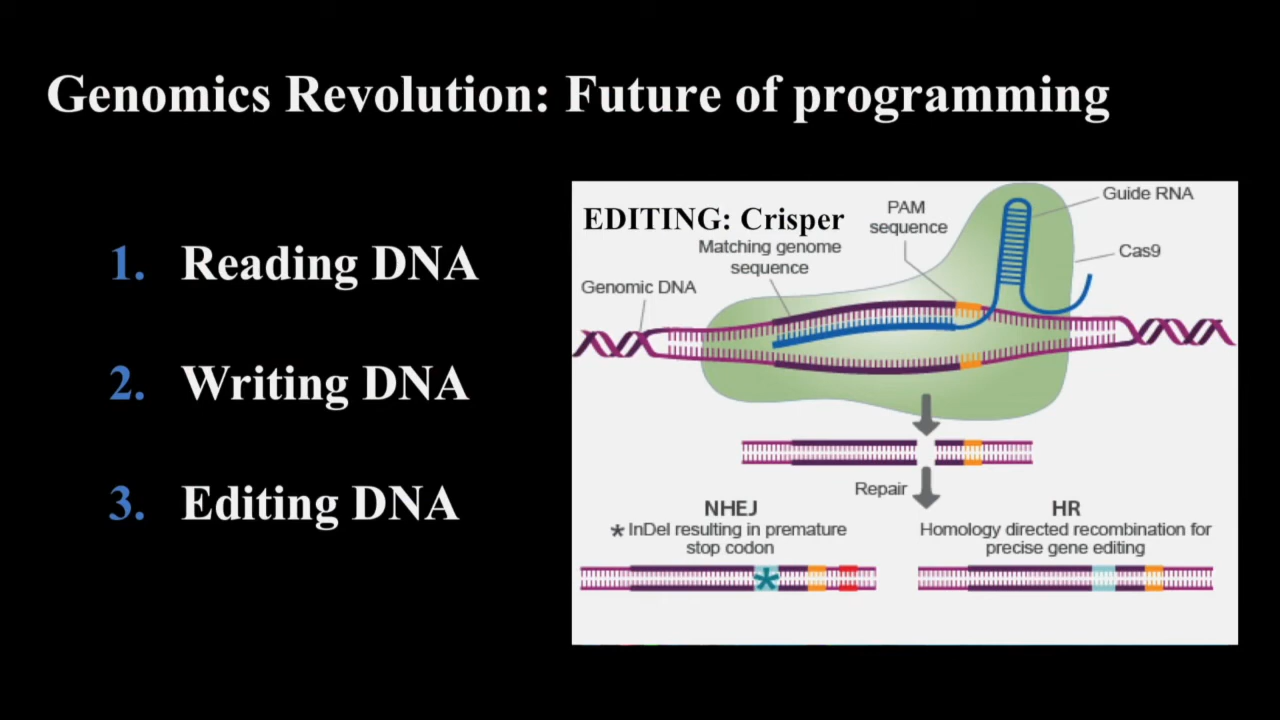 Genomics Revolution: Future of programming
1. Reading DNA
2. Writing DNA
3. Editing DNA
EDITING: Crisper
Guide RNA
PAM
sequence
Matching genome
sequence
Cas9
Genomic DNA
Repair
NHEJ
* InDel resulting in premature
stop codon
*
HR
Homology directed recombination for
precise gene editing